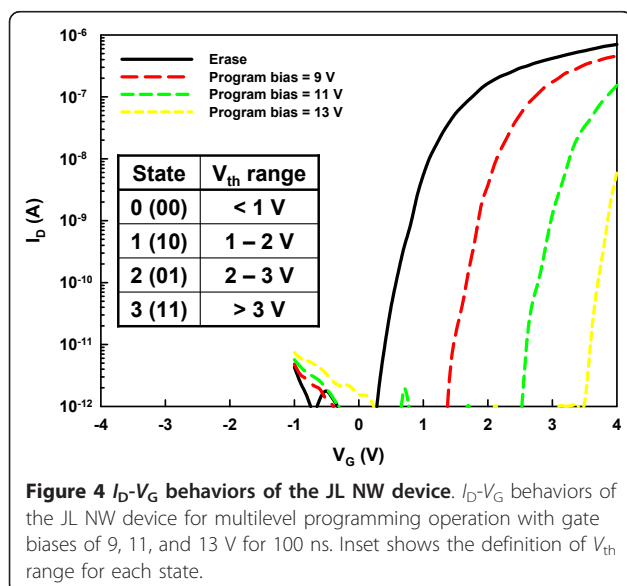 Erase
Program bias = 9 V
Program bias = 11 V
Program bias = 13 V
State V_th range
0 (00) < 1 V
1 (10) 1 – 2 V
2 (01) 2 – 3 V
3 (11) > 3 V
I_D (A)
10^-6
10^-7
10^-8
10^-9
10^-10
10^-11
10^-12
-4 -3 -2 -1 0 1 2 3 4
V_G (V)
Figure 4 I_D-V_G behaviors of the JL NW device. I_D-V_G behaviors of
the JL NW device for multilevel programming operation with gate
biases of 9, 11, and 13 V for 100 ns. Inset shows the definition of V_th
range for each state.